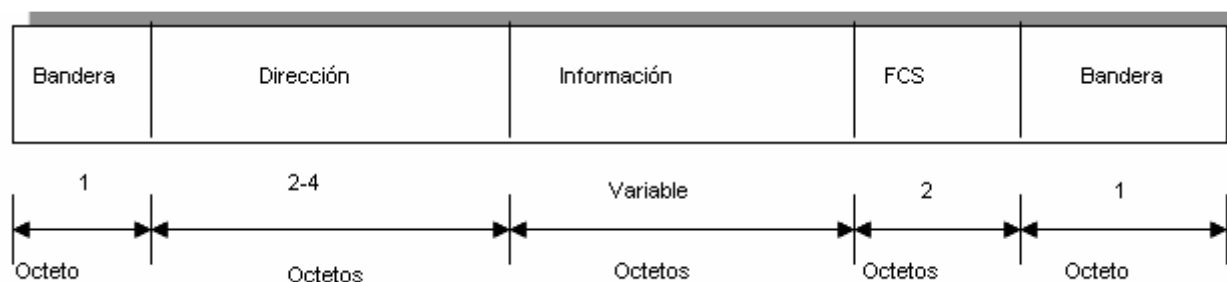 Bandera Dirección Información FCS Bandera
1 2-4 Variable 2 1
Octeto Octetos Octetos Octetos Octeto